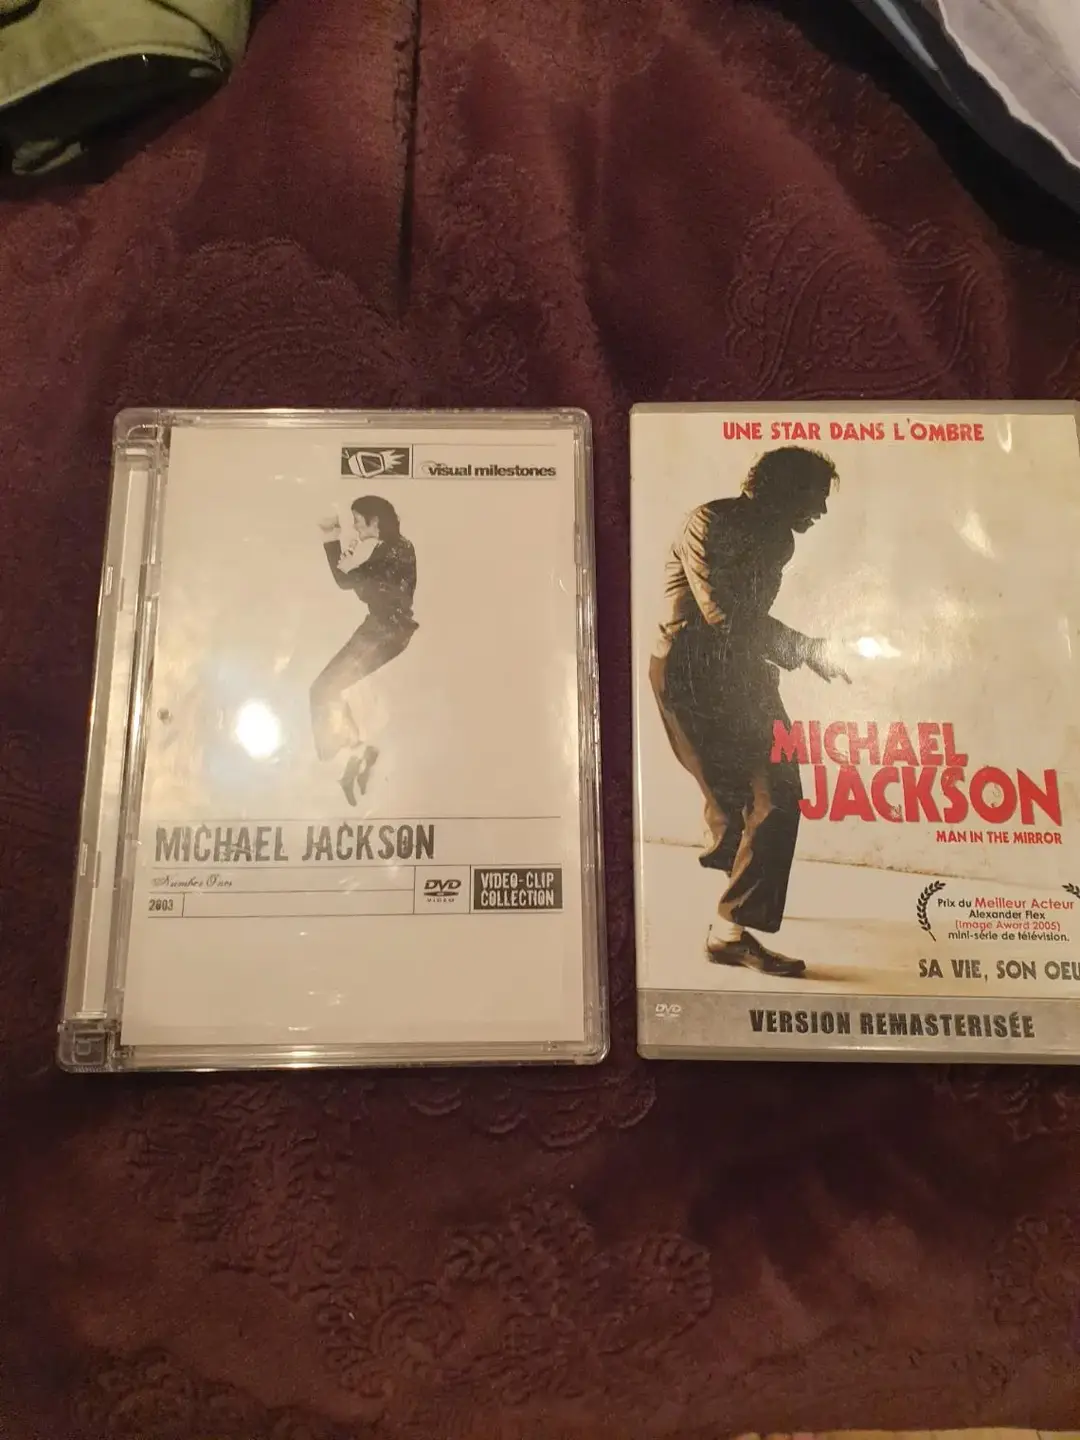 visual milestones
MICHAEL JACKSON
Number Ones
2003
DVD
VIDEO
VIDEO-CLIP
COLLECTION
UNE STAR DANS L'OMBRE
MICHAEL
JACKSON
MAN IN THE MIRROR
Prix du Meilleur Acteur
Alexander Flex
(Image Award 2005)
mini-série de télévision.
SA VIE, SON OEU
DVD
VERSION REMASTERISÉE